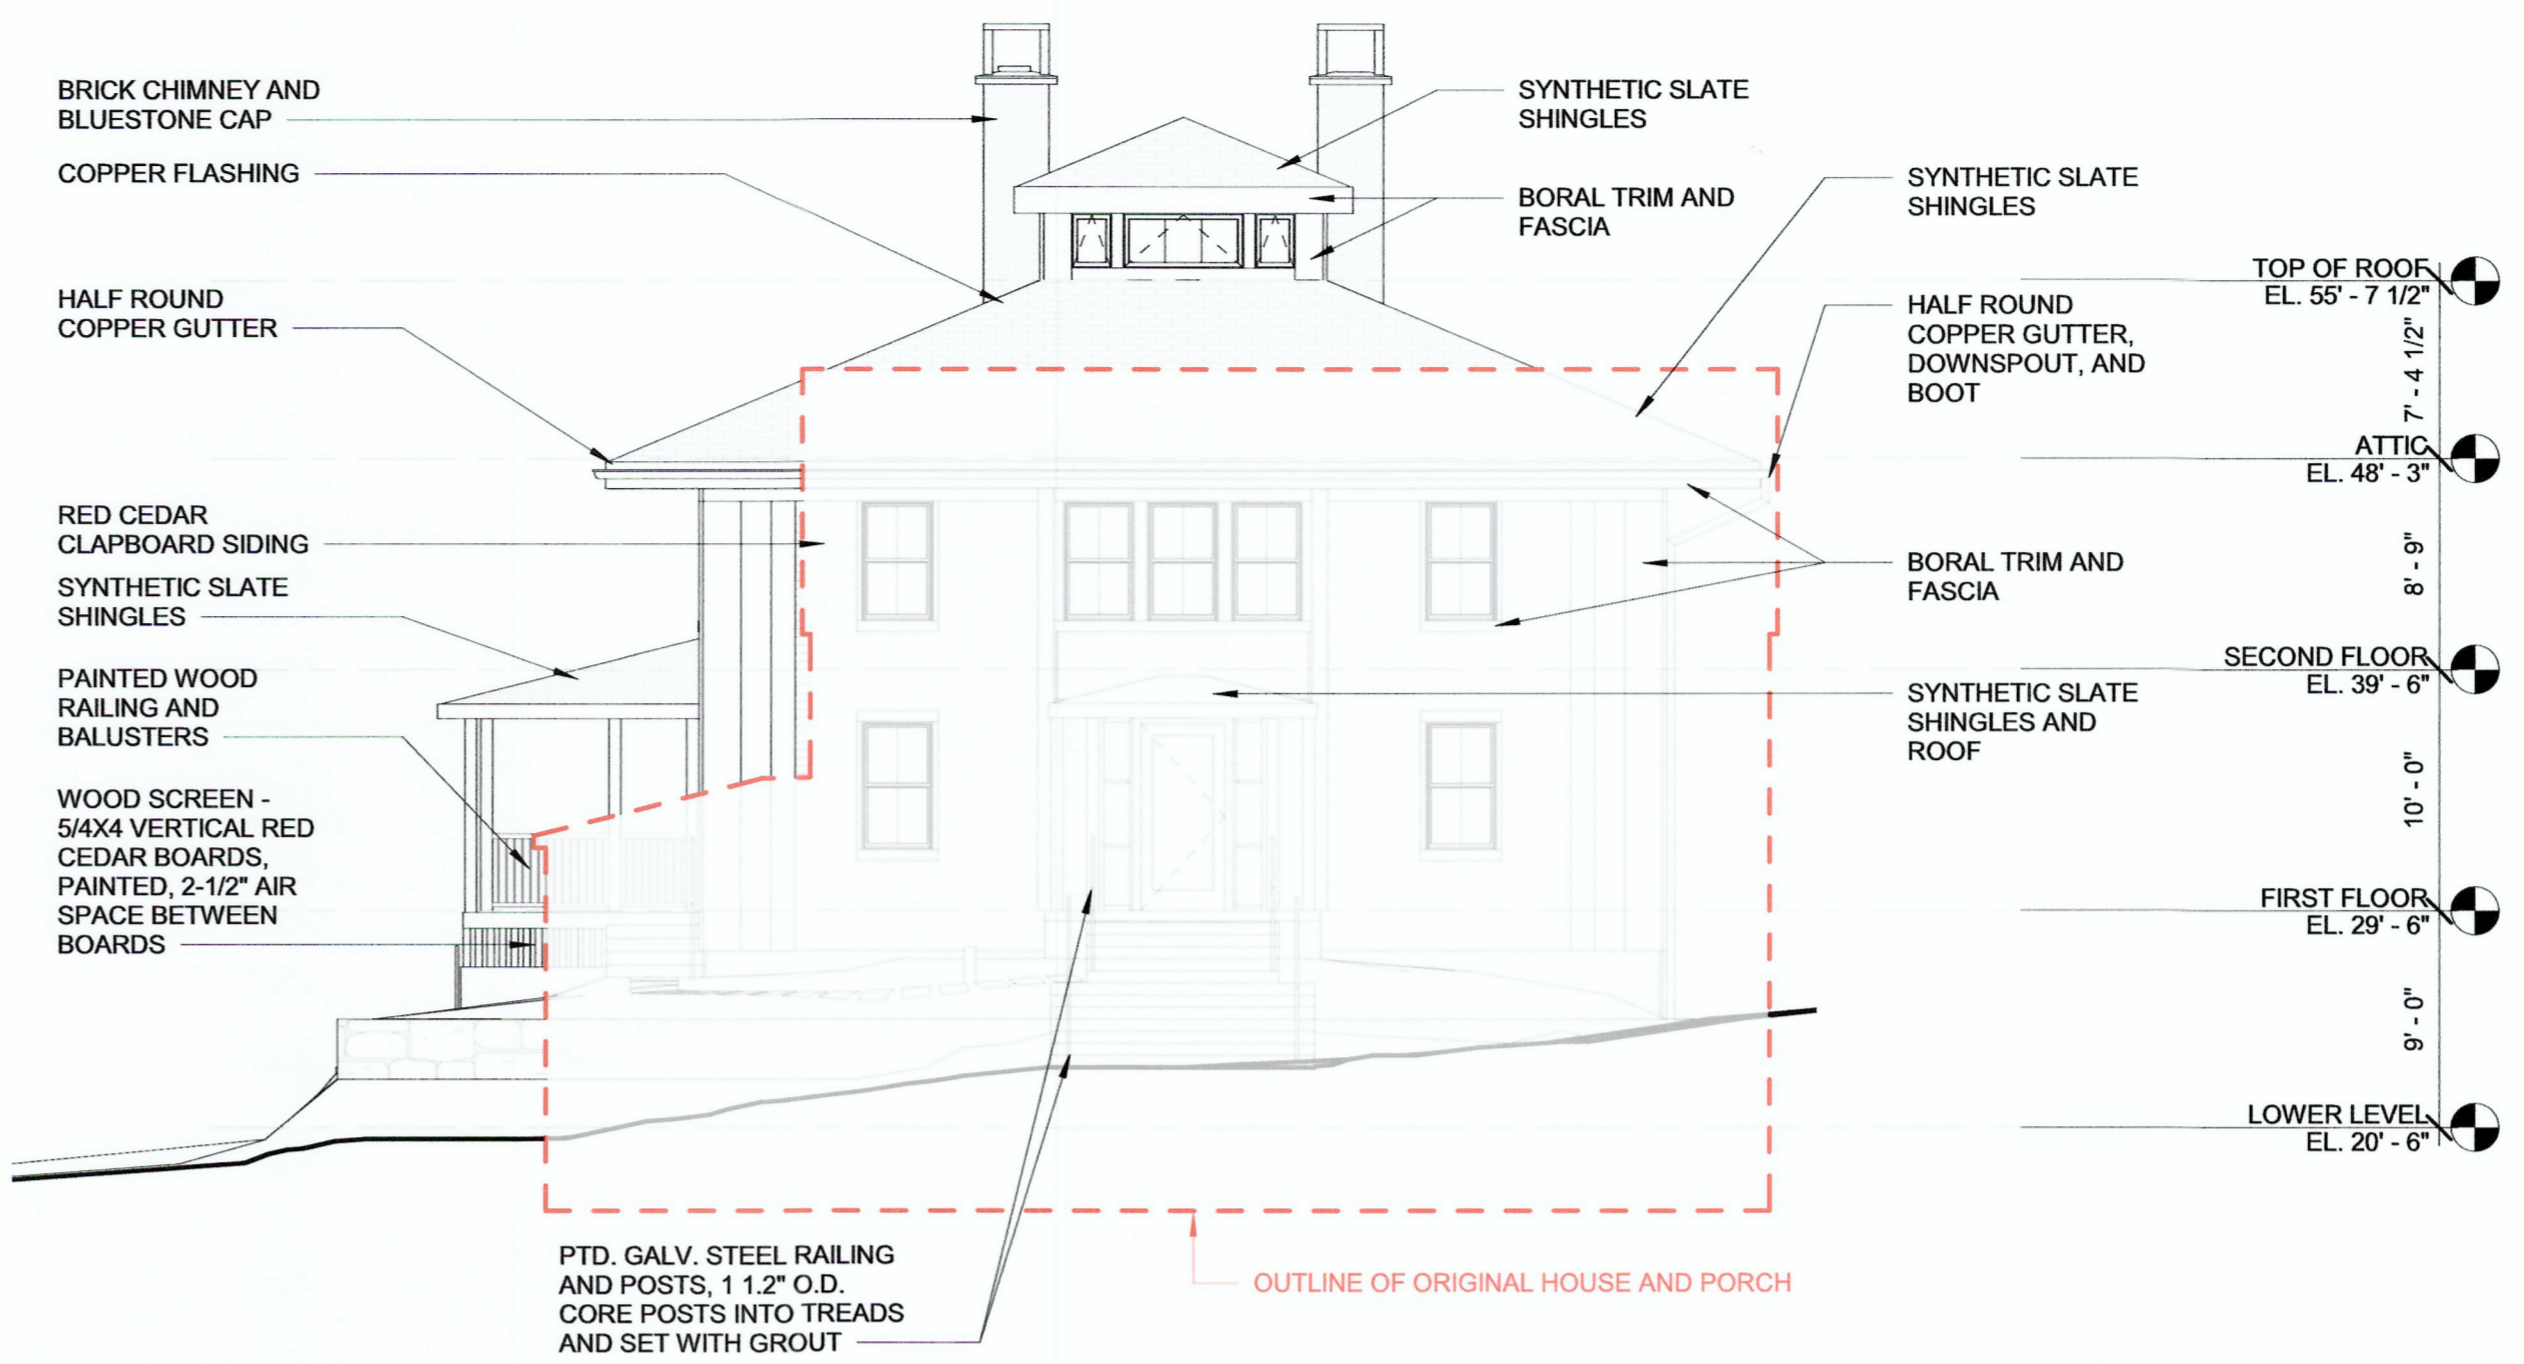 BRICK CHIMNEY AND
BLUESTONE CAP
COPPER FLASHING
HALF ROUND
COPPER GUTTER
RED CEDAR
CLAPBOARD SIDING
SYNTHETIC SLATE
SHINGLES
PAINTED WOOD
RAILING AND
BALUSTERS
WOOD SCREEN -
5/4X4 VERTICAL RED
CEDAR BOARDS,
PAINTED, 2-1/2" AIR
SPACE BETWEEN
BOARDS
PTD. GALV. STEEL RAILING
AND POSTS, 1 1.2" O.D.
CORE POSTS INTO TREADS
AND SET WITH GROUT
OUTLINE OF ORIGINAL HOUSE AND PORCH
SYNTHETIC SLATE
SHINGLES
BORAL TRIM AND
FASCIA
SYNTHETIC SLATE
SHINGLES
HALF ROUND
COPPER GUTTER,
DOWNSPOUT, AND
BOOT
BORAL TRIM AND
FASCIA
SYNTHETIC SLATE
SHINGLES AND
ROOF
TOP OF ROOF
EL. 55' - 7 1/2"
7' - 4 1/2"
ATTIC
EL. 48' - 3"
8' - 9"
SECOND FLOOR
EL. 39' - 6"
10' - 0"
FIRST FLOOR
EL. 29' - 6"
9' - 0"
LOWER LEVEL
EL. 20' - 6"